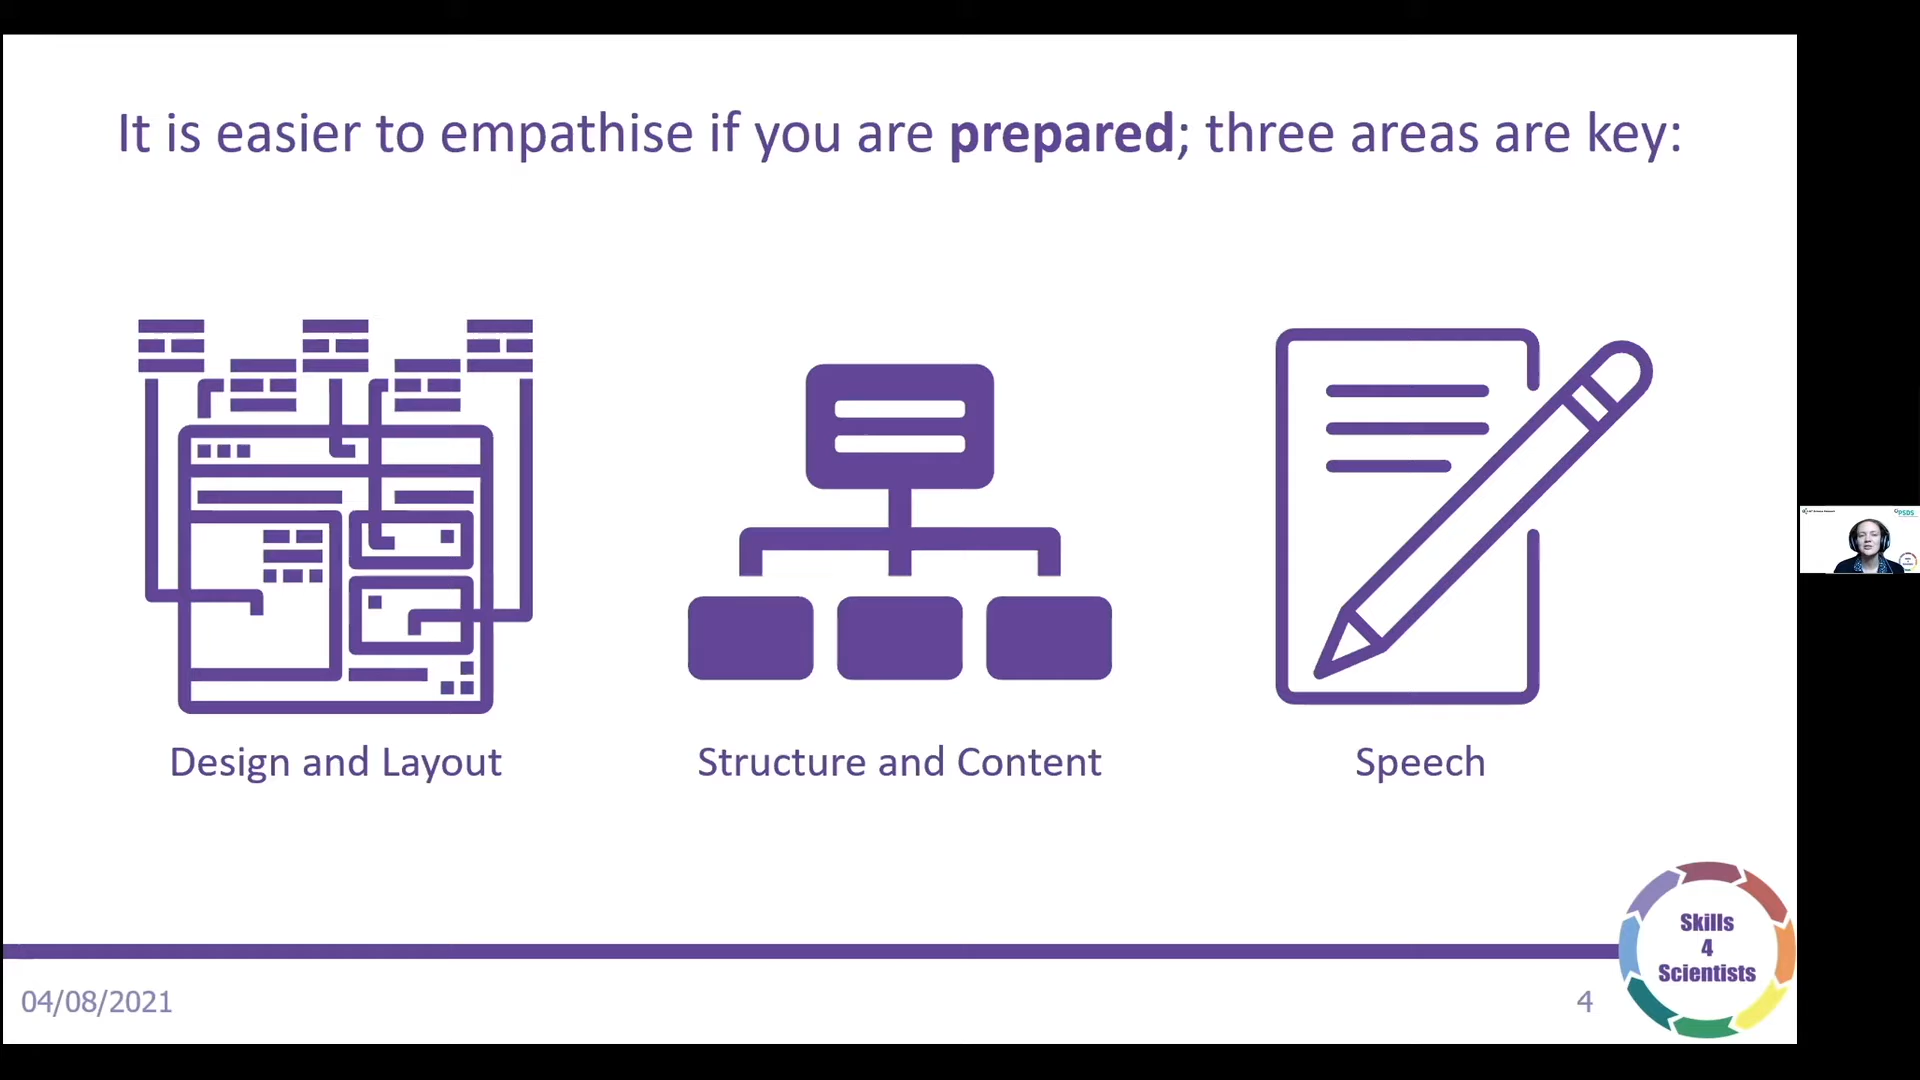 It is easier to empathise if you are prepared; three areas are key:
Design and Layout
Structure and Content
Speech
PSDS
Skills
4
Scientists
04/08/2021
4